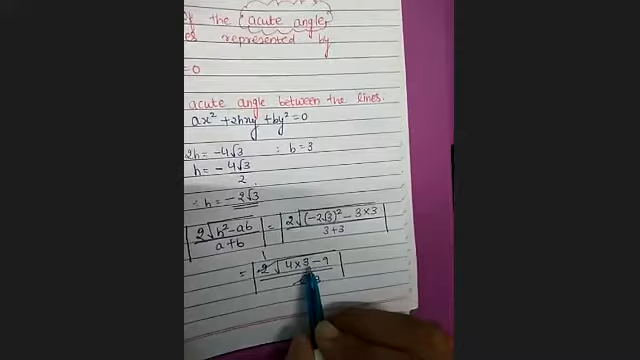 the acute angle
represented by
=0
acute angle between the lines.
ax² + 2hxy + by² = 0
2h = -4√3 : b = 3
h = -4√3/2
∴ h = -2√3
|2√(h²-ab)/(a+b)| = |2√((-2√3)² - 3×3)/(3+3)|
= |2√(4×3-9)